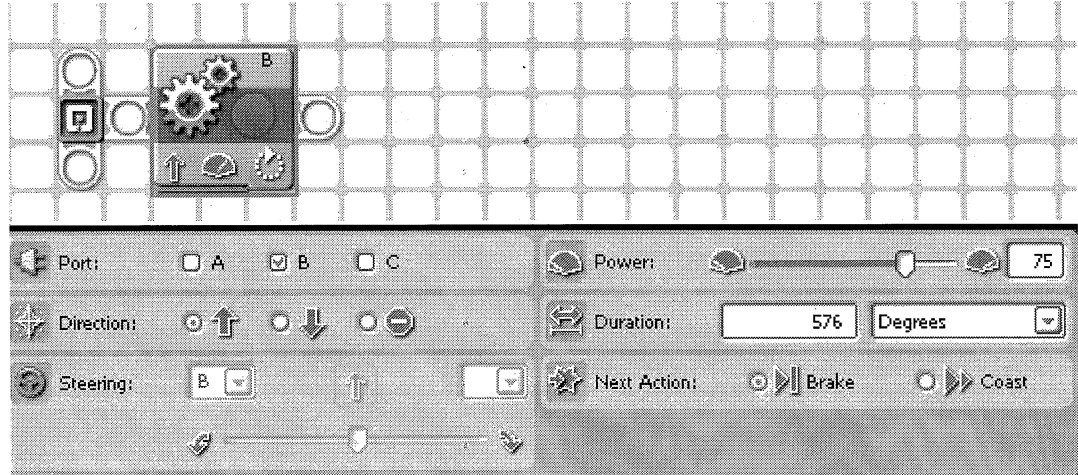 B
Port: A B C
Power: 75
Direction:
Duration: 576 Degrees
Steering: B
Next Action: Brake Coast